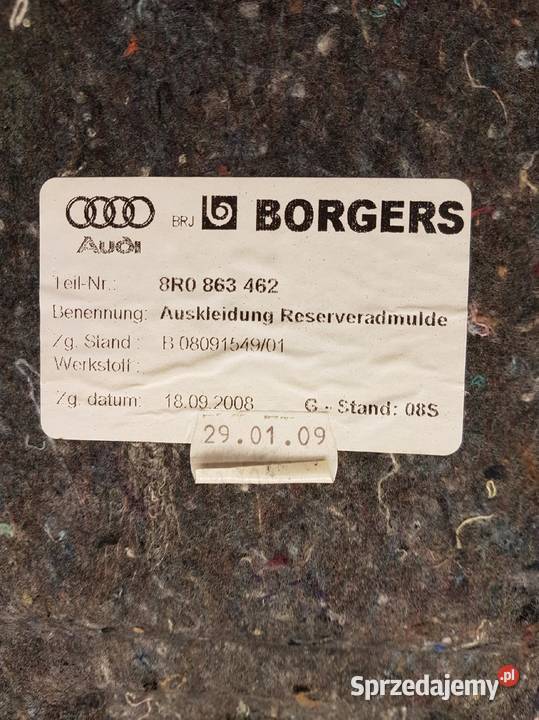 BRJ BORGERS
Audi
Teil-Nr.: 8R0 863 462
Benennung: Auskleidung Reserveradmulde
Zg. Stand : B 08091549/01
Werkstoff :
Zg. datum: 18.09.2008 G - Stand: 08S
29.01.09
Sprzedajemy.pl